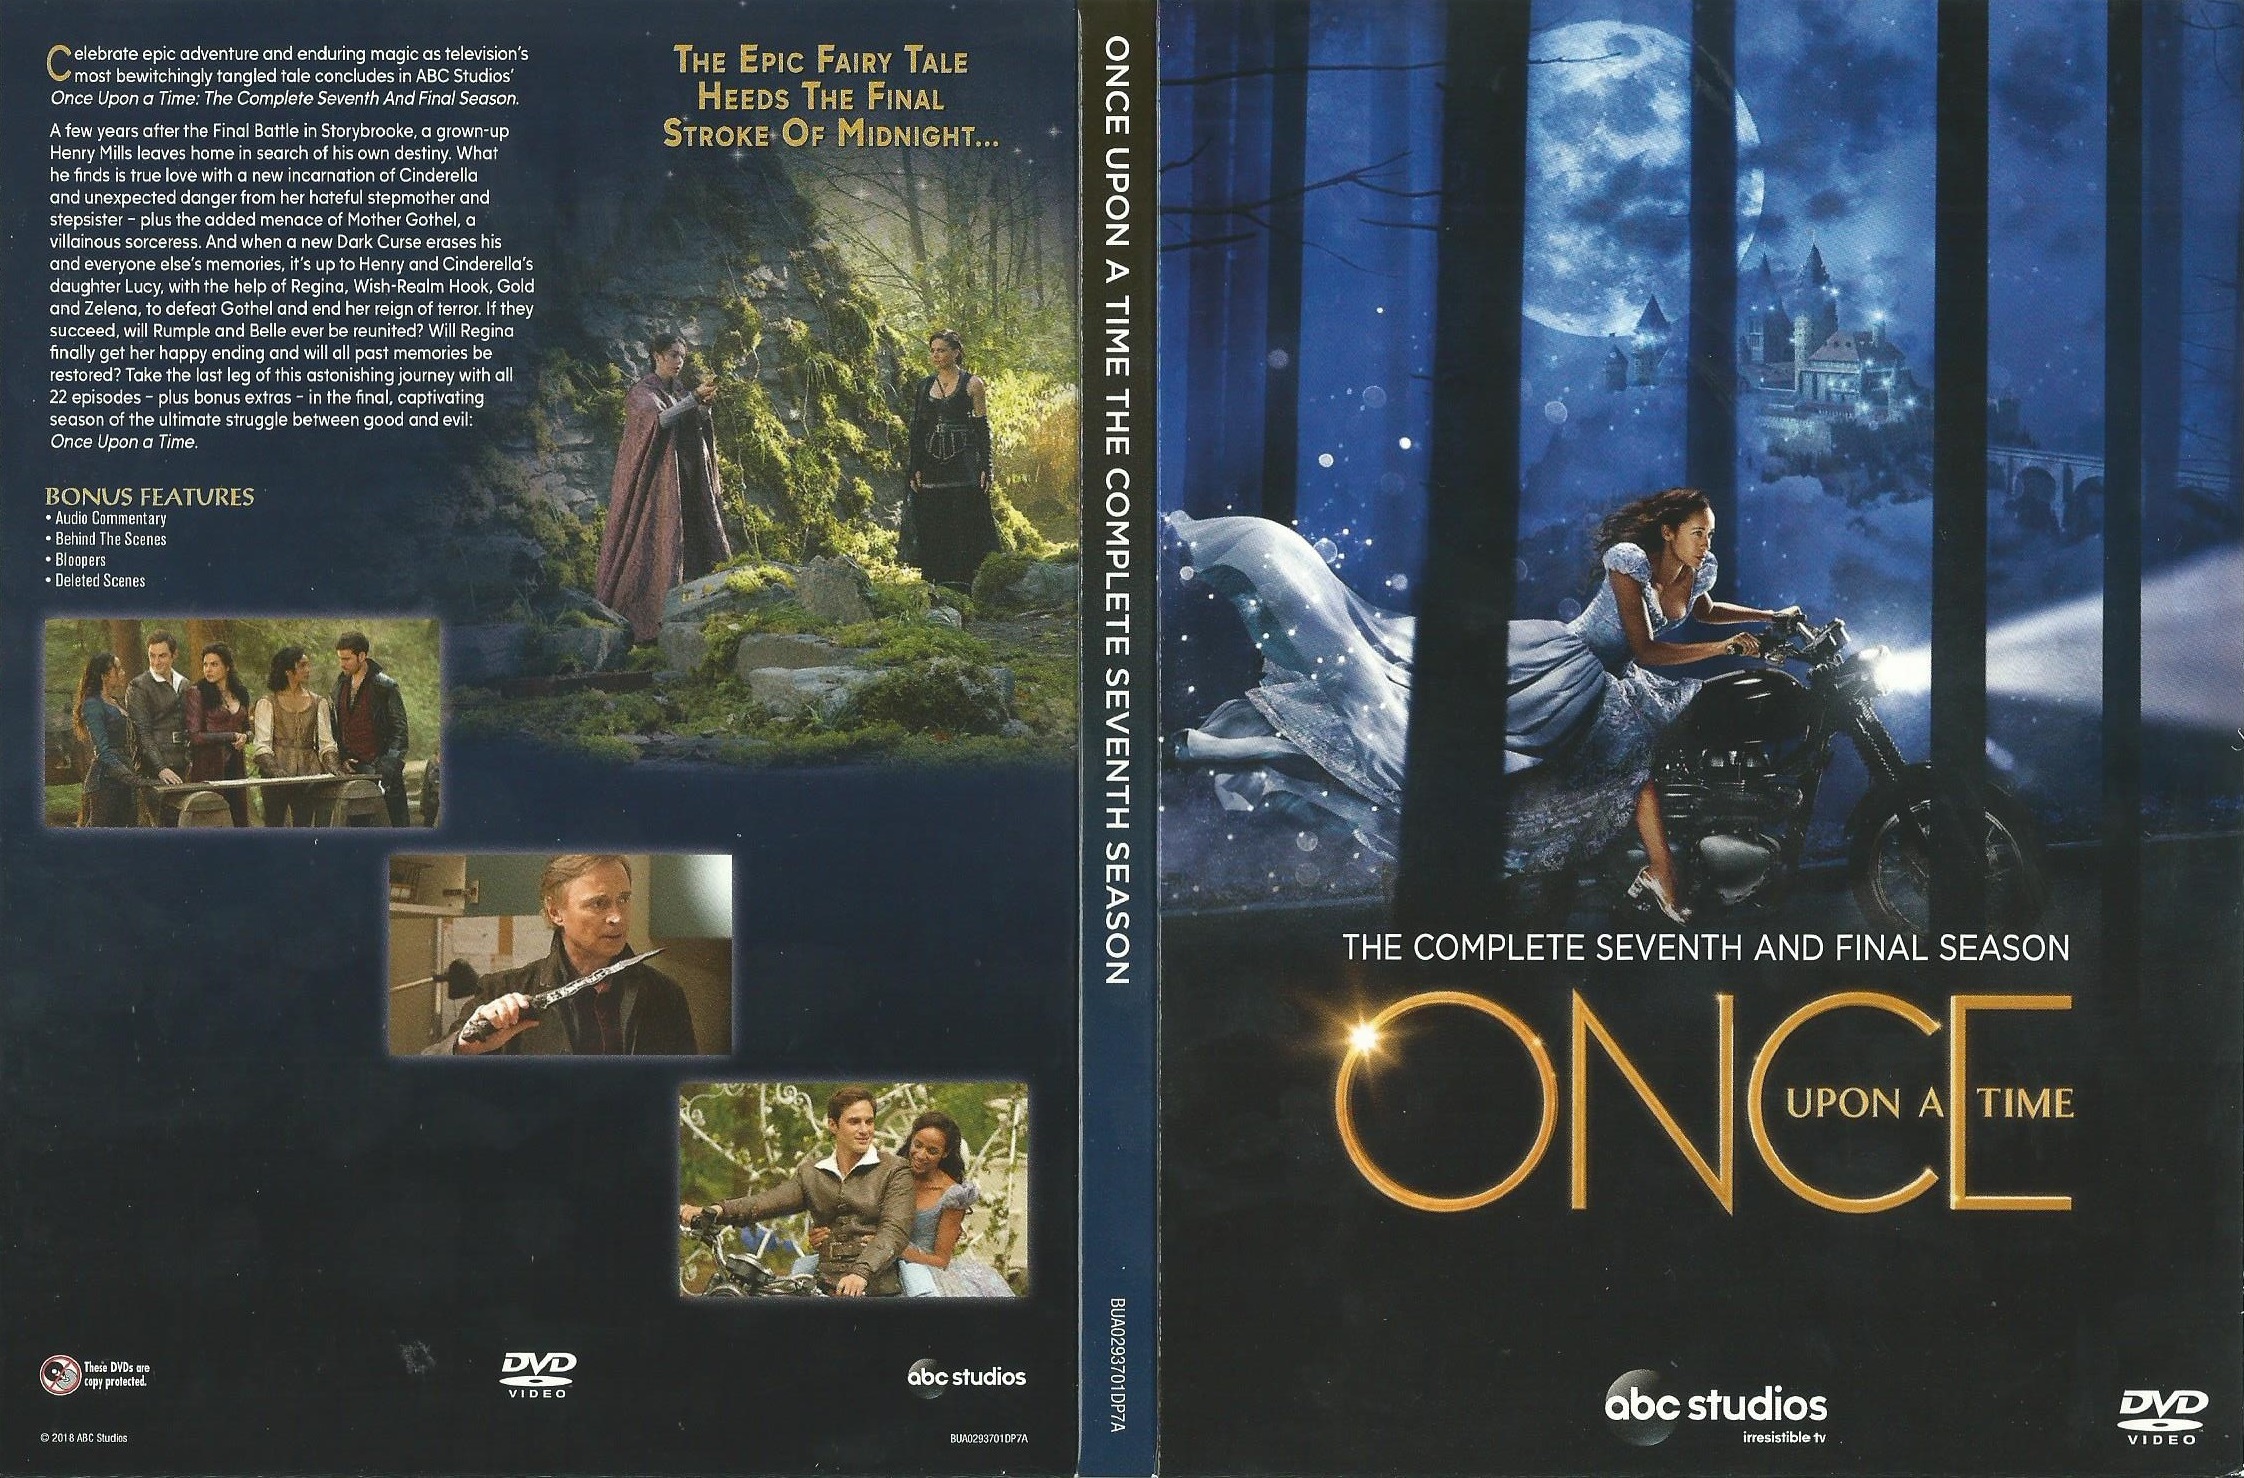 Celebrate epic adventure and enduring magic as television's
most bewitchingly tangled tale concludes in ABC Studios'
Once Upon a Time: The Complete Seventh And Final Season.
A few years after the Final Battle in Storybrooke, a grown-up
Henry Mills leaves home in search of his own destiny. What
he finds is true love with a new incarnation of Cinderella
and unexpected danger from her hateful stepmother and
stepsister – plus the added menace of Mother Gothel, a
villainous sorceress. And when a new Dark Curse erases his
and everyone else's memories, it's up to Henry and Cinderella's
daughter Lucy, with the help of Regina, Wish-Realm Hook, Gold
and Zelena, to defeat Gothel and end her reign of terror. If they
succeed, will Rumple and Belle ever be reunited? Will Regina
finally get her happy ending and will all past memories be
restored? Take the last leg of this astonishing journey with all
22 episodes – plus bonus extras – in the final, captivating
season of the ultimate struggle between good and evil:
Once Upon a Time.
BONUS FEATURES
• Audio Commentary
• Behind The Scenes
• Bloopers
• Deleted Scenes
THE EPIC FAIRY TALE
HEEDS THE FINAL
STROKE OF MIDNIGHT...
These DVDs are
copy protected.
DVD
VIDEO
abc studios
© 2018 ABC Studios
BUA0293701DP7A
ONCE UPON A TIME THE COMPLETE SEVENTH SEASON
BUA0293701DP7A
THE COMPLETE SEVENTH AND FINAL SEASON
ONCE
UPON A TIME
abc studios
irresistible tv
DVD
VIDEO